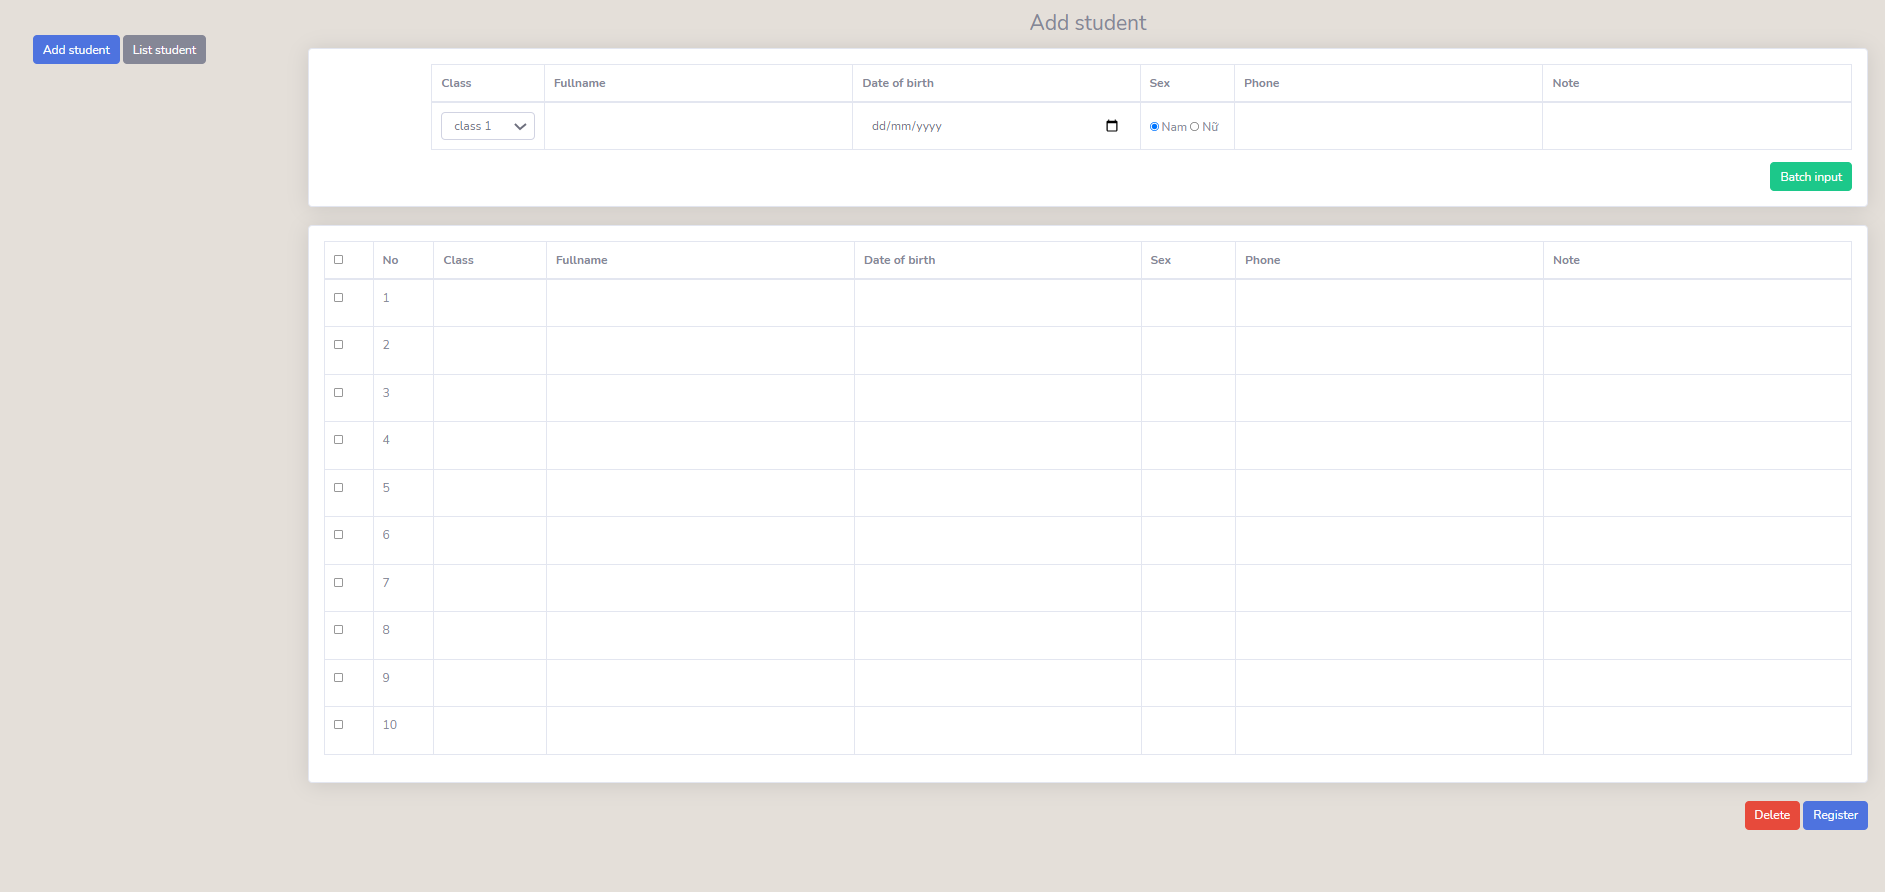 Add student
Add student List student
Class Fullname Date of birth Sex Phone Note
class 1 dd/mm/yyyy Nam Nữ
Batch input
No Class Fullname Date of birth Sex Phone Note
1
2
3
4
5
6
7
8
9
10
Delete Register